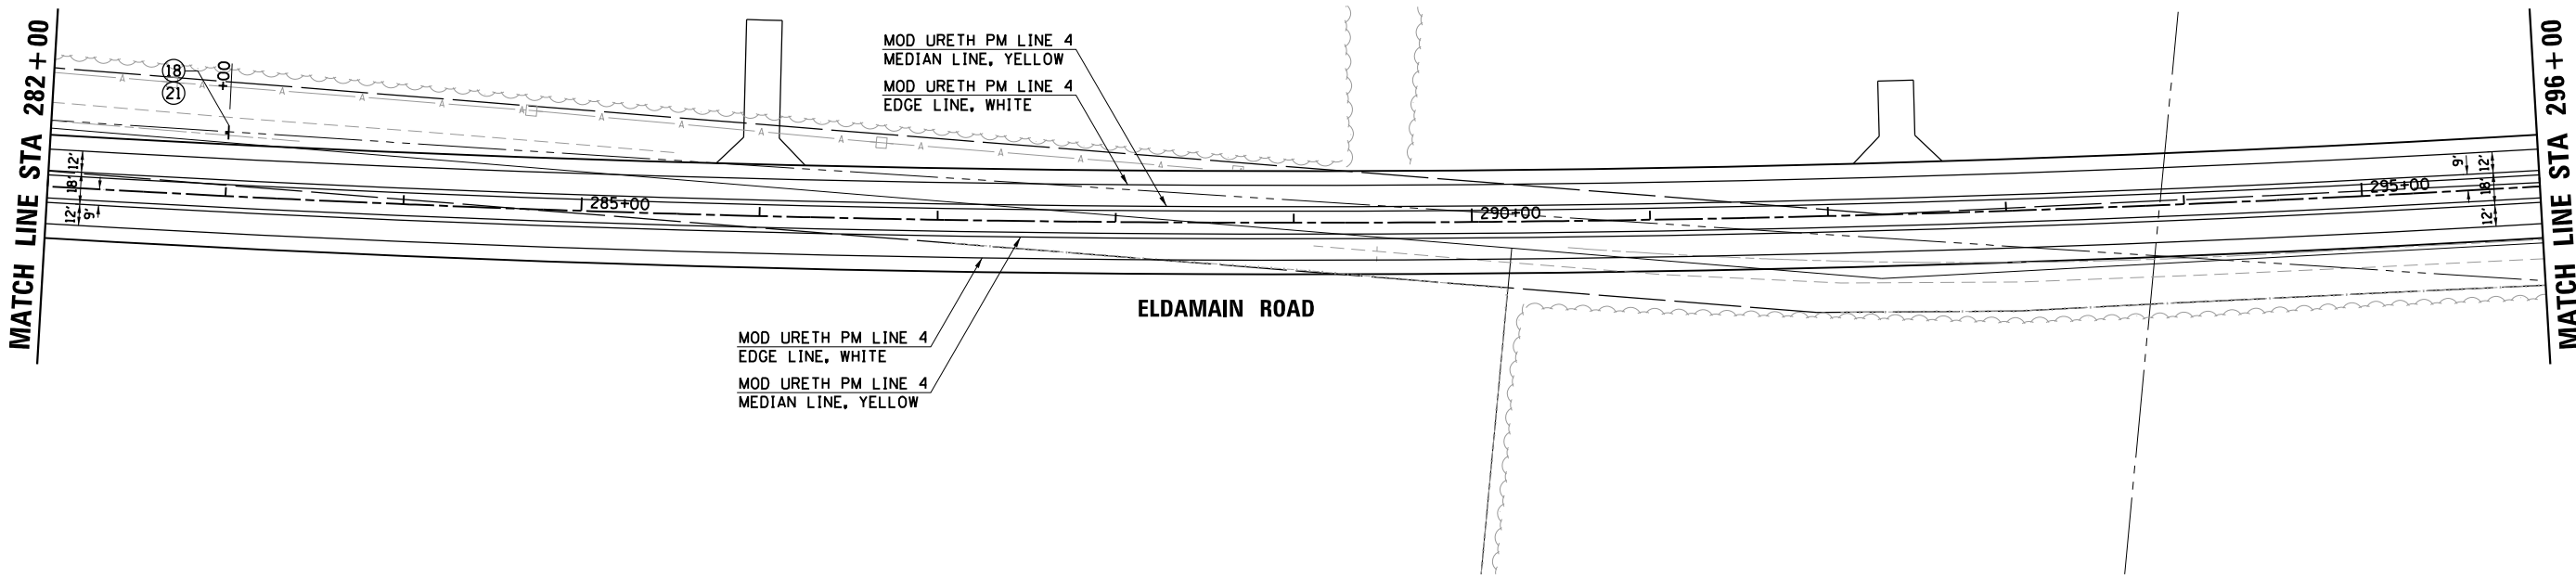 MATCH LINE STA 282+00
18
21
+00
MOD URETH PM LINE 4
MEDIAN LINE, YELLOW
MOD URETH PM LINE 4
EDGE LINE, WHITE
A A A A A A A A A A A A A
12'
18'
12'
9'
285+00
290+00
295+00
9'
12'
18'
12'
ELDAMAIN ROAD
MOD URETH PM LINE 4
EDGE LINE, WHITE
MOD URETH PM LINE 4
MEDIAN LINE, YELLOW
MATCH LINE STA 296+00